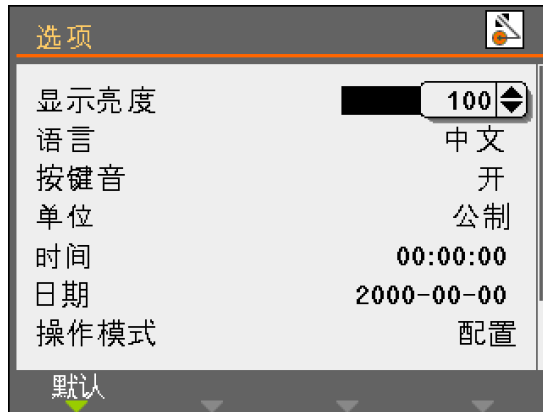 选项
显示亮度 100
语言 中文
按键音 开
单位 公制
时间 00:00:00
日期 2000-00-00
操作模式 配置
默认